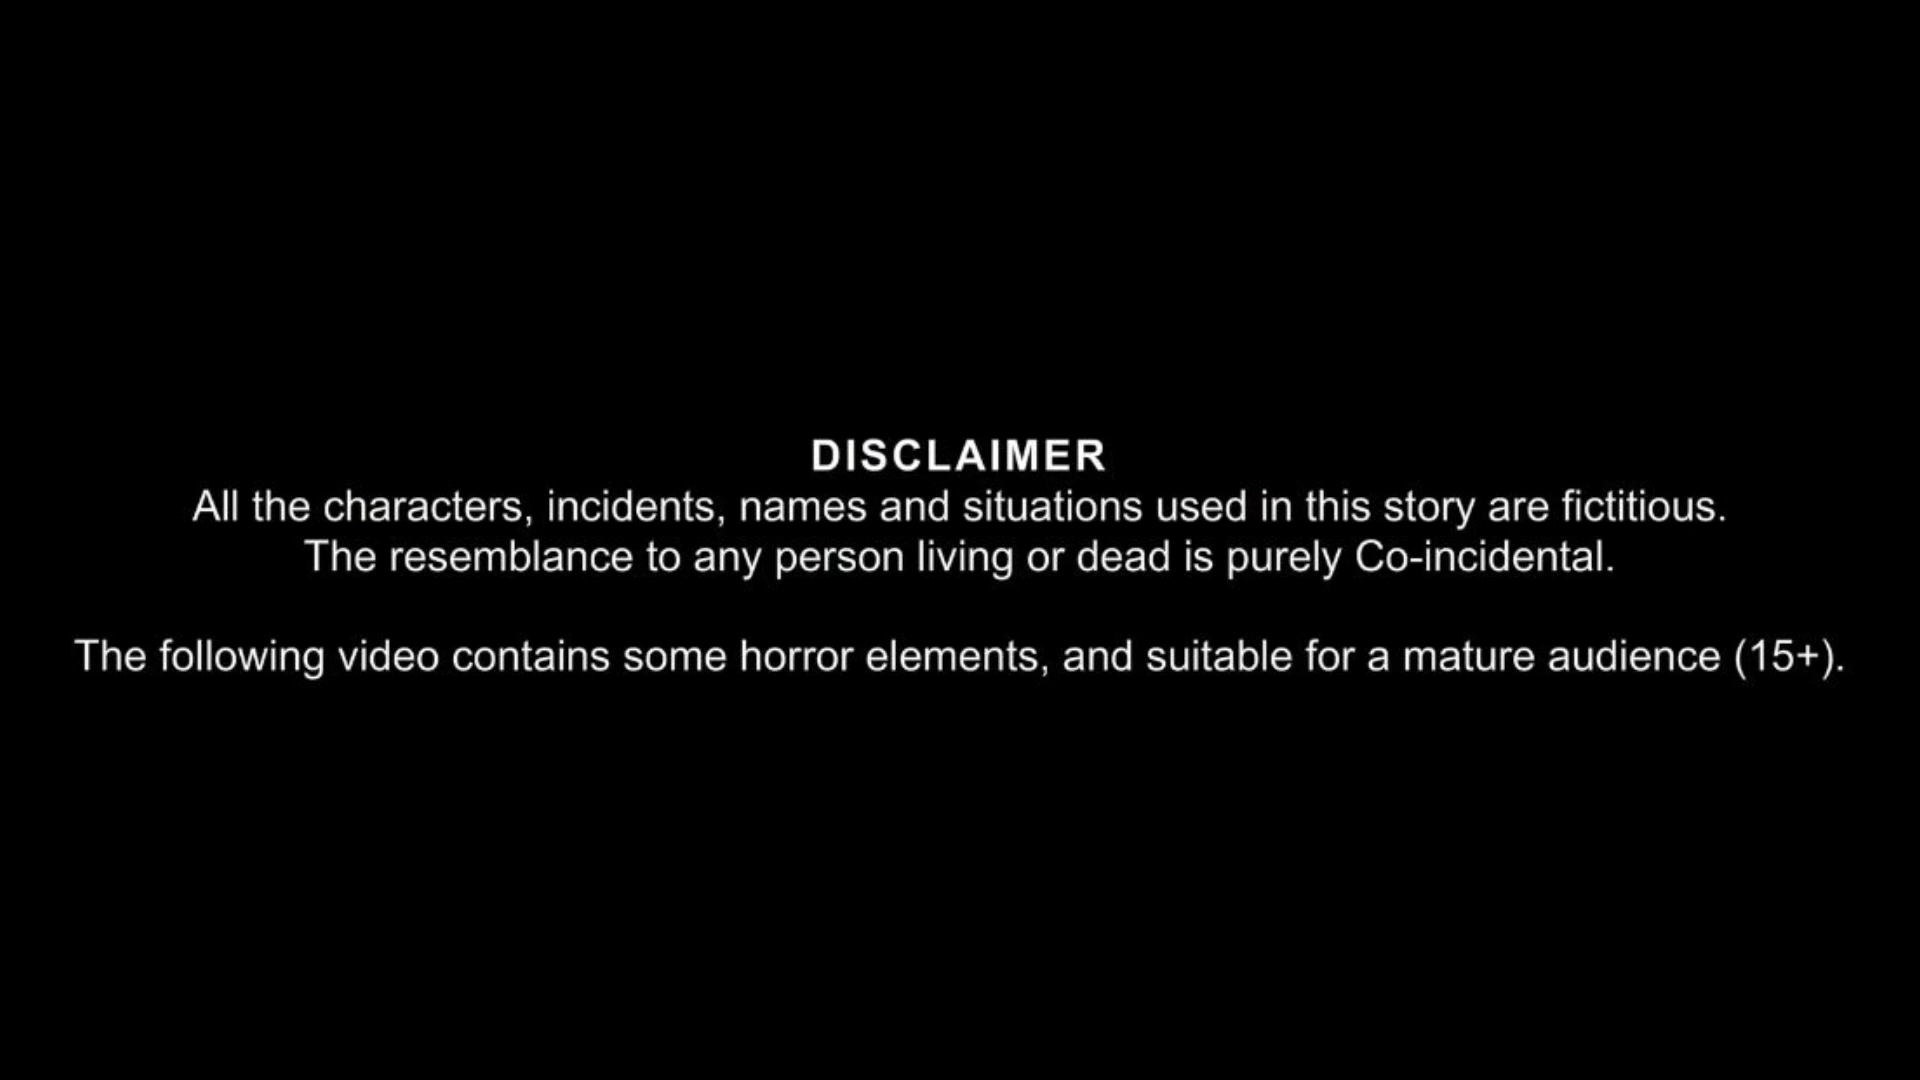 DISCLAIMER
All the characters, incidents, names and situations used in this story are fictitious.
The resemblance to any person living or dead is purely Co-incidental.
The following video contains some horror elements, and suitable for a mature audience (15+).